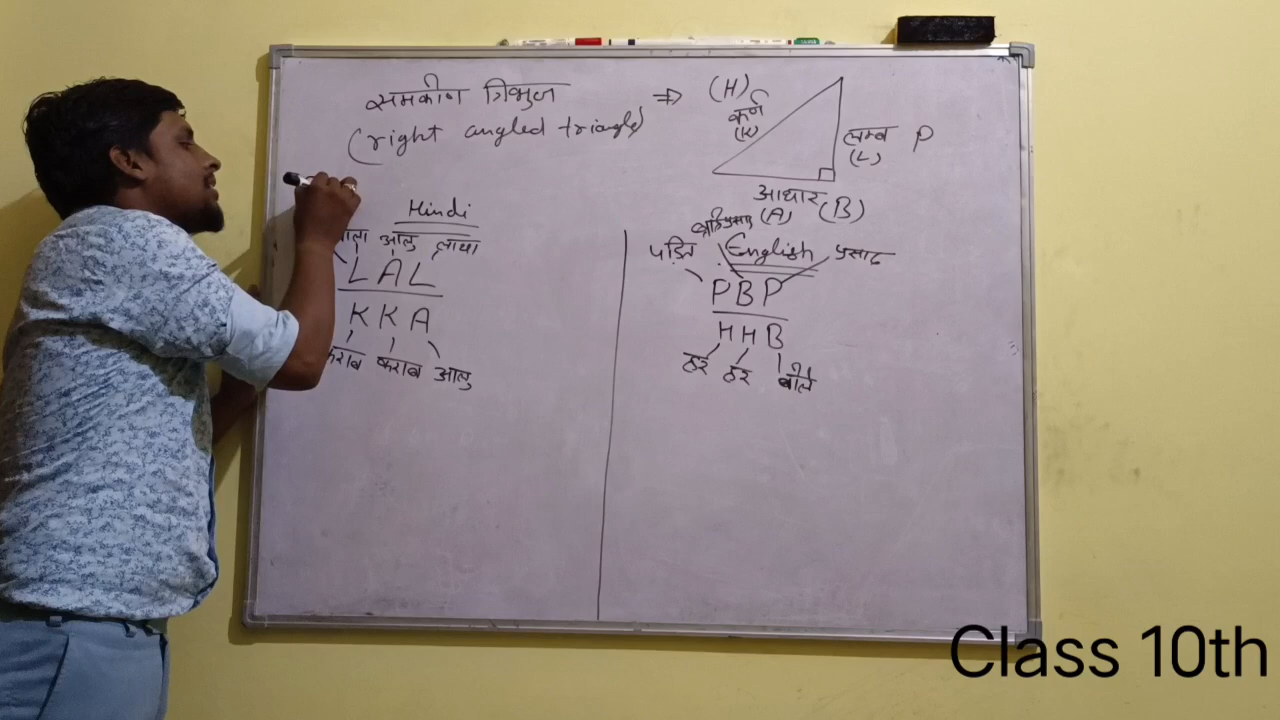 समकोण त्रिभुज ⇒
(right angled triangle)
(H)
कर्ण
(K)
लम्ब P
(L)
आधार (B)
(A)
Hindi
लाला आलु लाया
LAL
KKA
कराब कराब आलु
पंडित English प्रसाद
PBP
HHB
हर हर बोले
Class 10th